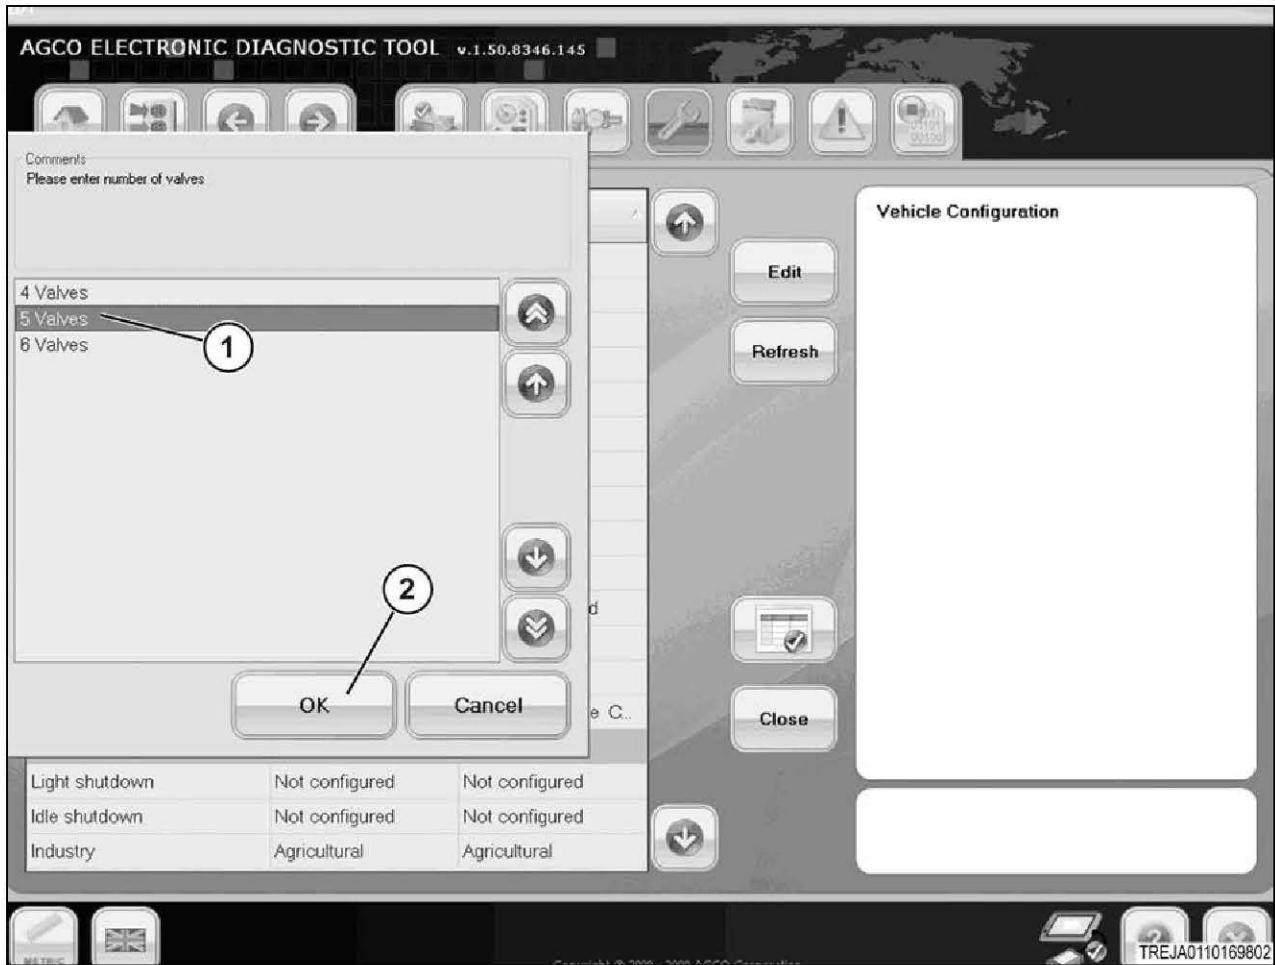 AGCO ELECTRONIC DIAGNOSTIC TOOL v.1.50.8346.145
Comments
Please enter number of valves
4 Valves
5 Valves
6 Valves
1
2
OK
Cancel
d
e C...
Light shutdown Not configured Not configured
Idle shutdown Not configured Not configured
Industry Agricultural Agricultural
Edit
Refresh
Close
Vehicle Configuration
METRIC
TREJA0110169802